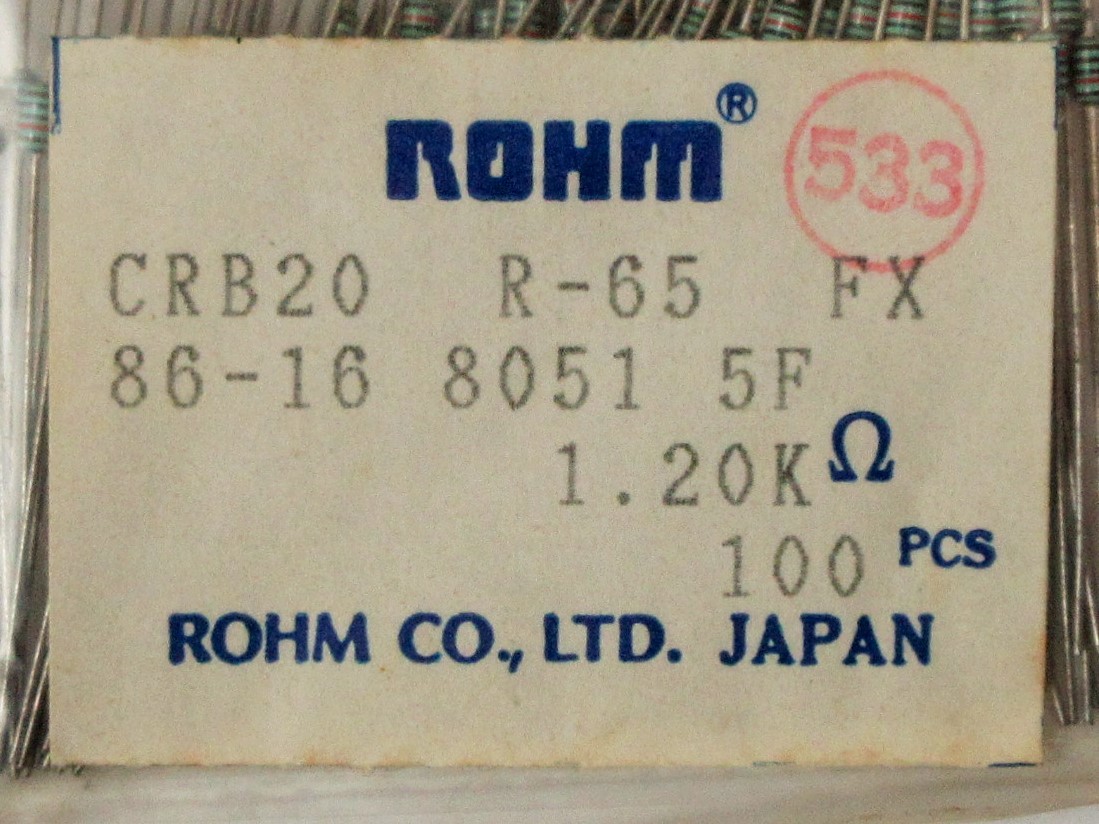 ROHM®
533
CRB20 R-65 FX
86-16 8051 5F
1.20KΩ
100 PCS
ROHM CO., LTD. JAPAN